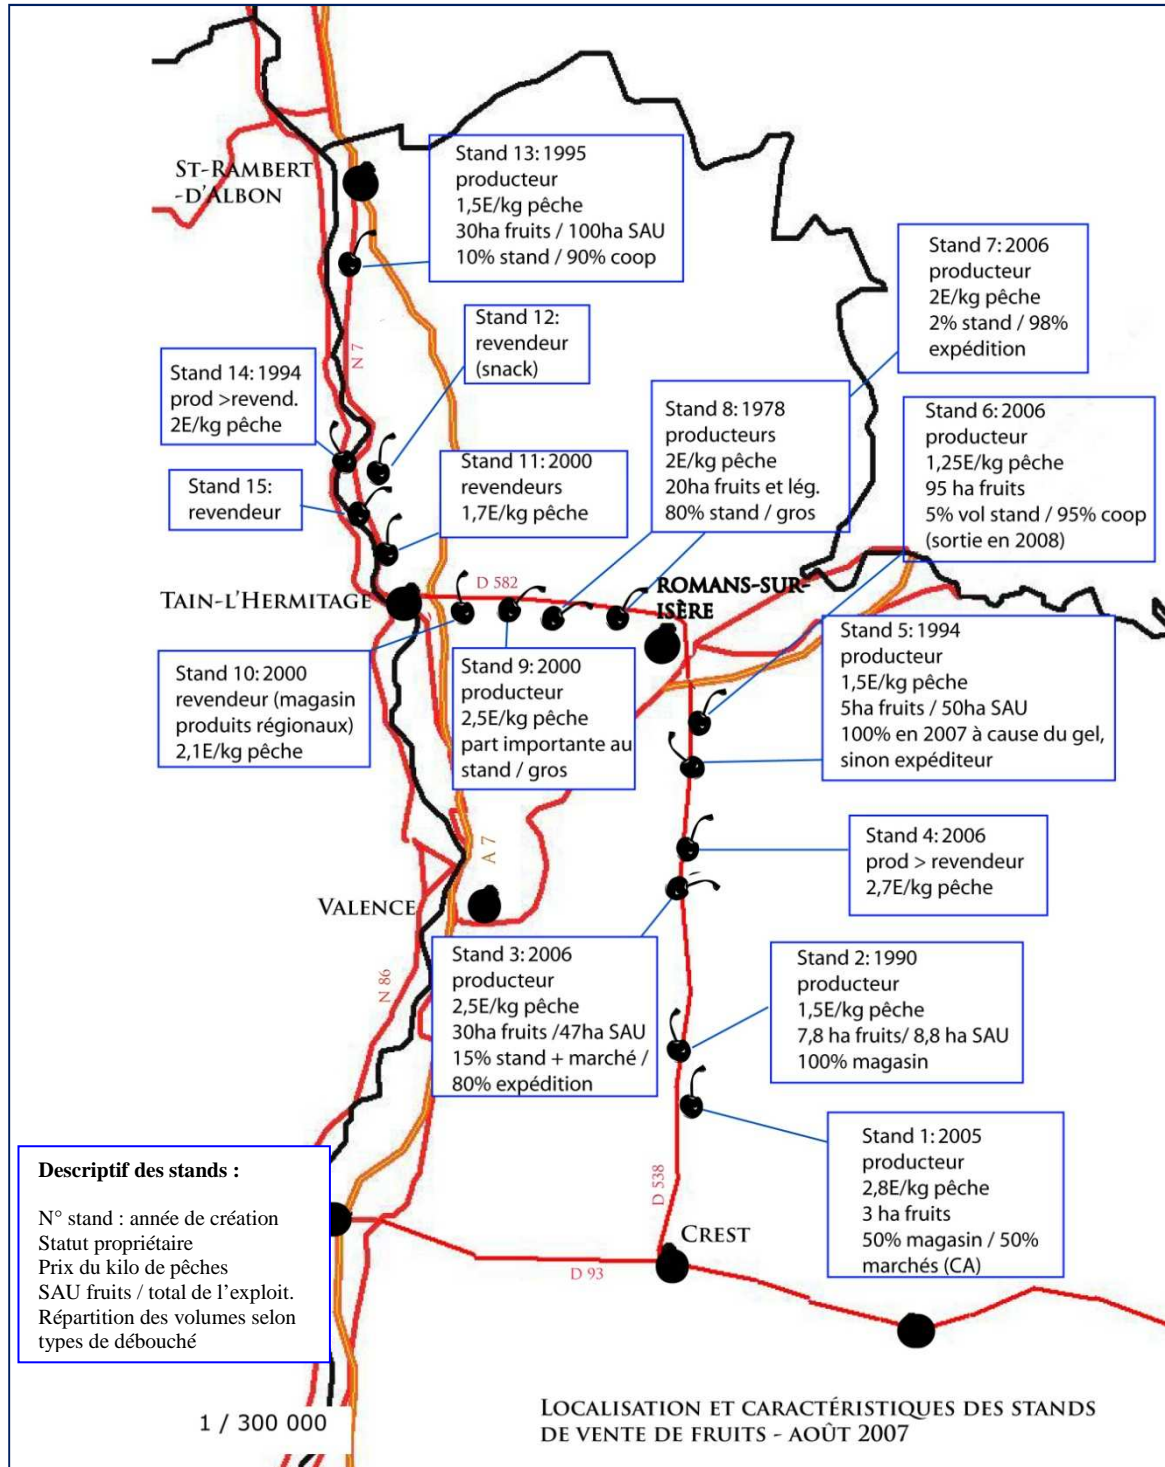 ST-RAMBERT
-D'ALBON
Stand 13: 1995
producteur
1,5E/kg pêche
30ha fruits / 100ha SAU
10% stand / 90% coop
Stand 7: 2006
producteur
2E/kg pêche
2% stand / 98%
expédition
Stand 12:
revendeur
(snack)
N 7
Stand 14: 1994
prod >revend.
2E/kg pêche
Stand 8: 1978
producteurs
2E/kg pêche
20ha fruits et lég.
80% stand / gros
Stand 6: 2006
producteur
1,25E/kg pêche
95 ha fruits
5% vol stand / 95% coop
(sortie en 2008)
Stand 15:
revendeur
Stand 11: 2000
revendeurs
1,7E/kg pêche
D 582
TAIN-L'HERMITAGE
ROMANS-SUR-
ISÈRE
Stand 5: 1994
producteur
1,5E/kg pêche
5ha fruits / 50ha SAU
100% en 2007 à cause du gel,
sinon expéditeur
Stand 10: 2000
revendeur (magasin
produits régionaux)
2,1E/kg pêche
Stand 9: 2000
producteur
2,5E/kg pêche
part importante au
stand / gros
A 7
Stand 4: 2006
prod > revendeur
2,7E/kg pêche
VALENCE
N 86
Stand 3: 2006
producteur
2,5E/kg pêche
30ha fruits /47ha SAU
15% stand + marché /
80% expédition
Stand 2: 1990
producteur
1,5E/kg pêche
7,8 ha fruits/ 8,8 ha SAU
100% magasin
Stand 1: 2005
producteur
2,8E/kg pêche
3 ha fruits
50% magasin / 50%
marchés (CA)
D 538
CREST
D 93
Descriptif des stands :
N° stand : année de création
Statut propriétaire
Prix du kilo de pêches
SAU fruits / total de l'exploit.
Répartition des volumes selon
types de débouché
1 / 300 000
LOCALISATION ET CARACTÉRISTIQUES DES STANDS
DE VENTE DE FRUITS - AOÛT 2007